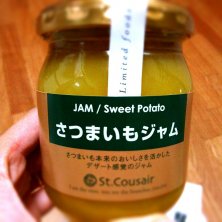 Limited foods
JAM / Sweet Potato
さつまいもジャム
さつまいも本来のおいしさを活かした
デザート感覚のジャム
St.Cousair